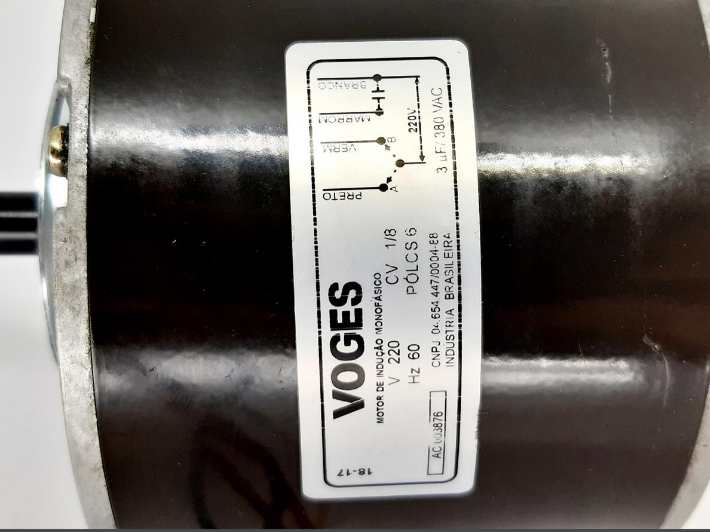 VOGES
MOTOR DE INDUÇÃO MONOFÁSICO
V 220 CV 1/8
Hz 60 PÓLOS 6
CNPJ 04.654.447/0004-88
INDÚSTRIA BRASILEIRA
18-17
PRETO
VERM
MARROM
BRANCO
A
B
220V
3 µF/ 380 VAC